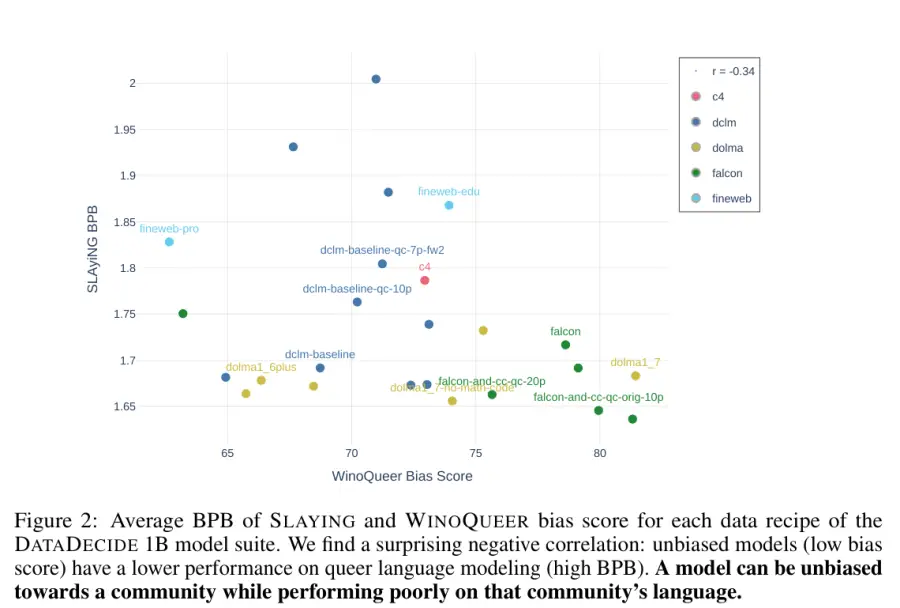 2
1.95
1.9
1.85
1.8
1.75
1.7
1.65
SLAyiNG BPB
65
70
75
80
WinoQueer Bias Score
fineweb-edu
fineweb-pro
dclm-baseline-qc-7p-fw2
c4
dclm-baseline-qc-10p
falcon
dclm-baseline
dolma1_7
dolma1_6plus
falcon-and-cc-qc-20p
dolma1_7-no-math-code
falcon-and-cc-qc-orig-10p
r = -0.34
c4
dclm
dolma
falcon
fineweb
Figure 2: Average BPB of SLAYING and WINOQUEER bias score for each data recipe of the
DATADECIDE 1B model suite. We find a surprising negative correlation: unbiased models (low bias
score) have a lower performance on queer language modeling (high BPB). A model can be unbiased
towards a community while performing poorly on that community's language.